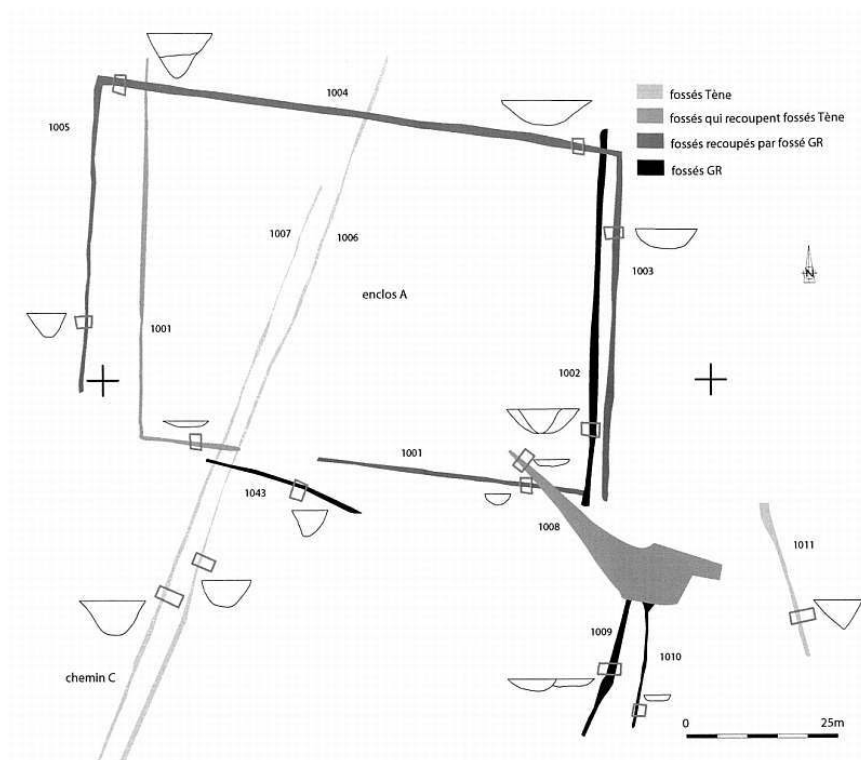 1004
1005
fossés Tène
fossés qui recoupent fossés Tène
fossés recoupés par fossé GR
fossés GR
1007
1006
1003
N
enclos A
1001
1002
1001
1043
1008
1011
1009
1010
chemin C
0 25m